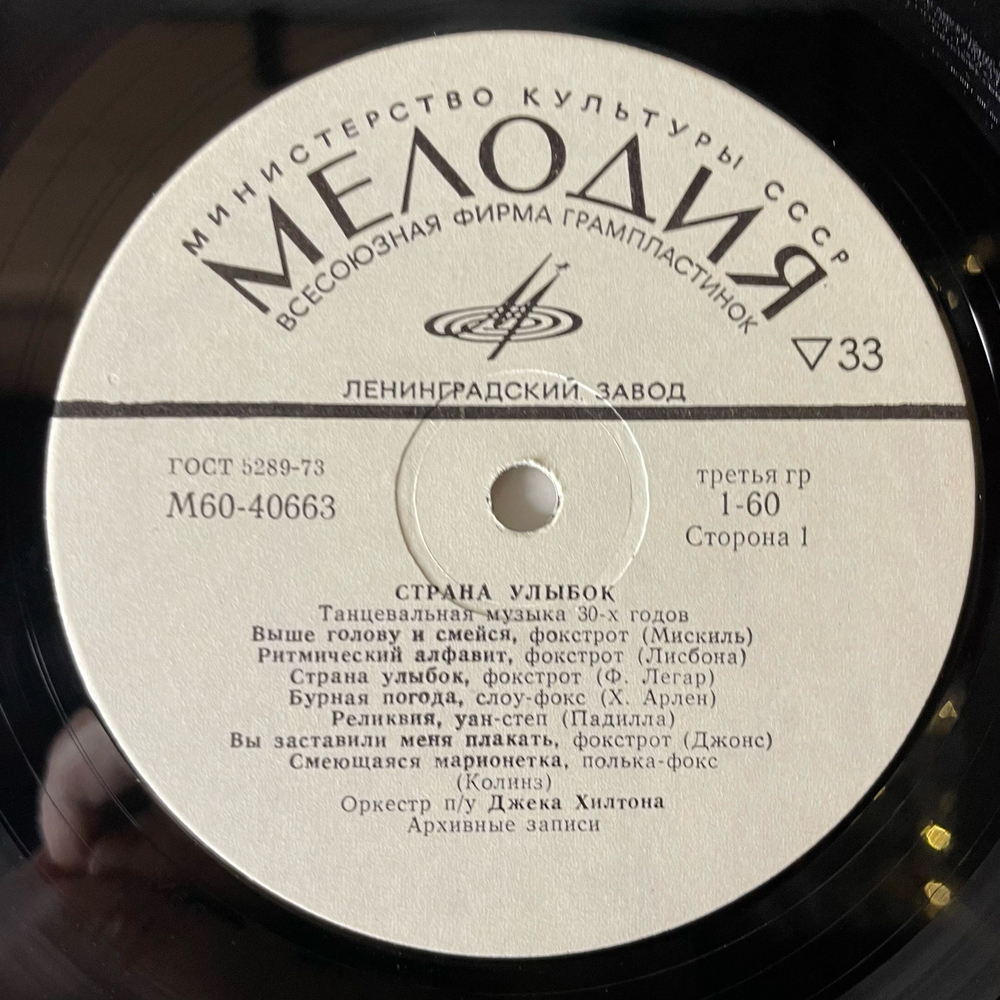 МИНИСТЕРСТВО КУЛЬТУРЫ СССР
МЕЛОДИЯ
ВСЕСОЮЗНАЯ ФИРМА ГРАМПЛАСТИНОК
▽33
ЛЕНИНГРАДСКИЙ ЗАВОД
ГОСТ 5289-73
М60-40663
третья гр
1-60
Сторона 1
СТРАНА УЛЫБОК
Танцевальная музыка 30-х годов
Выше голову и смейся, фокстрот (Мискиль)
Ритмический алфавит, фокстрот (Лисбона)
Страна улыбок, фокстрот (Ф. Легар)
Бурная погода, слоу-фокс (Х. Арлен)
Реликвия, уан-степ (Падилла)
Вы заставили меня плакать, фокстрот (Джонс)
Смеющаяся марионетка, полька-фокс
(Колинз)
Оркестр п/у Джека Хилтона
Архивные записи